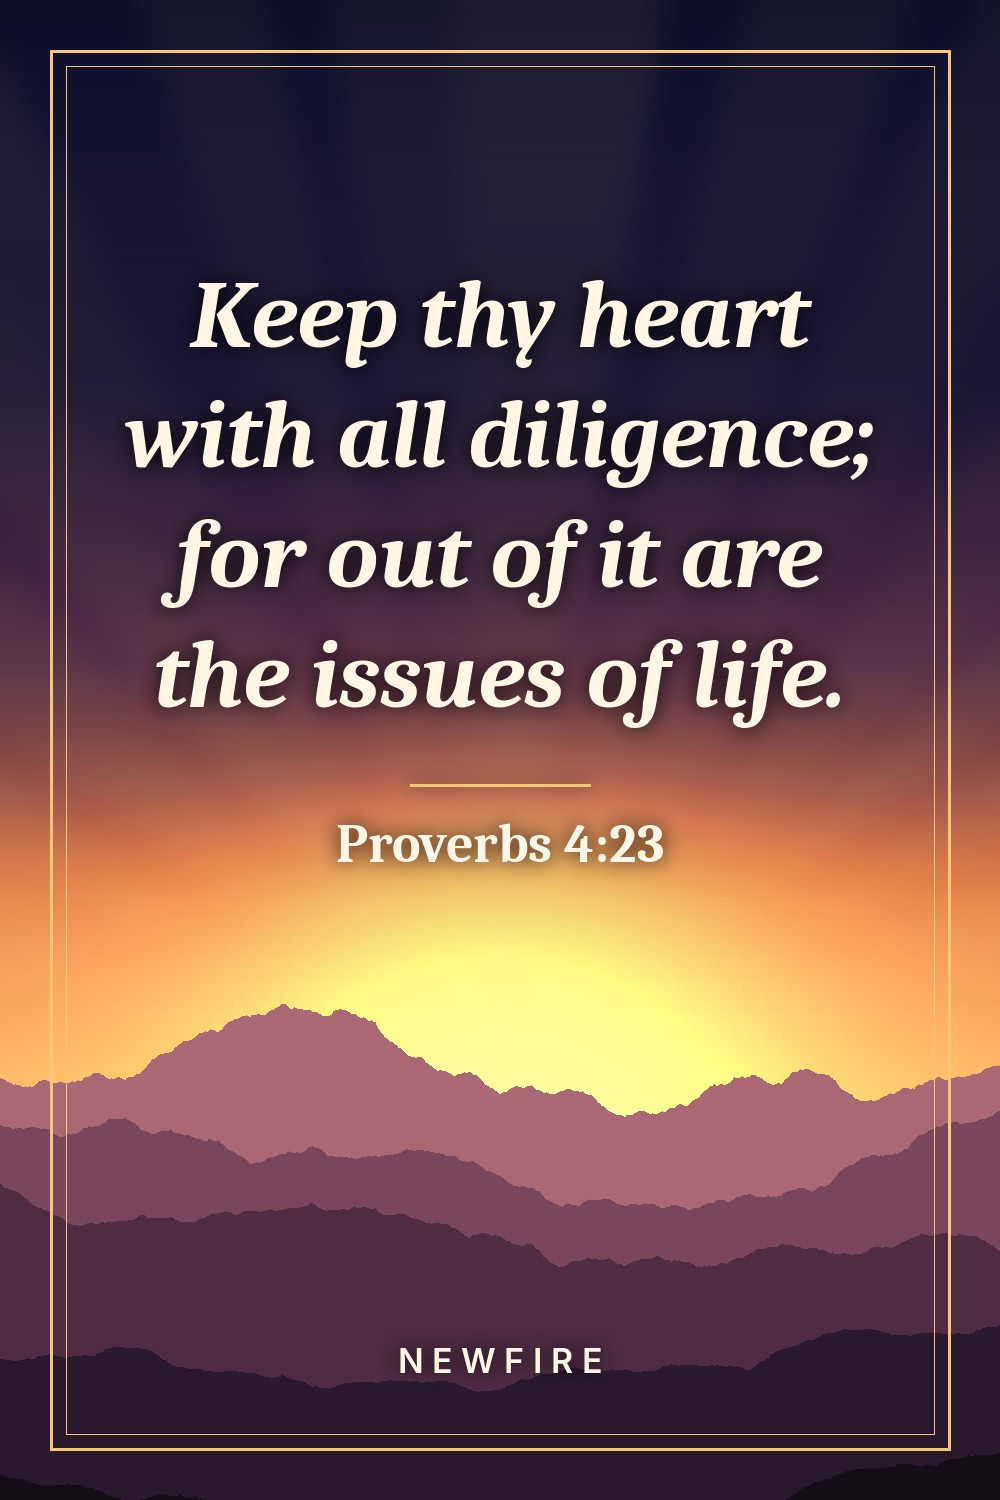 Keep thy heart
with all diligence;
for out of it are
the issues of life.
Proverbs 4:23
NEWFIRE